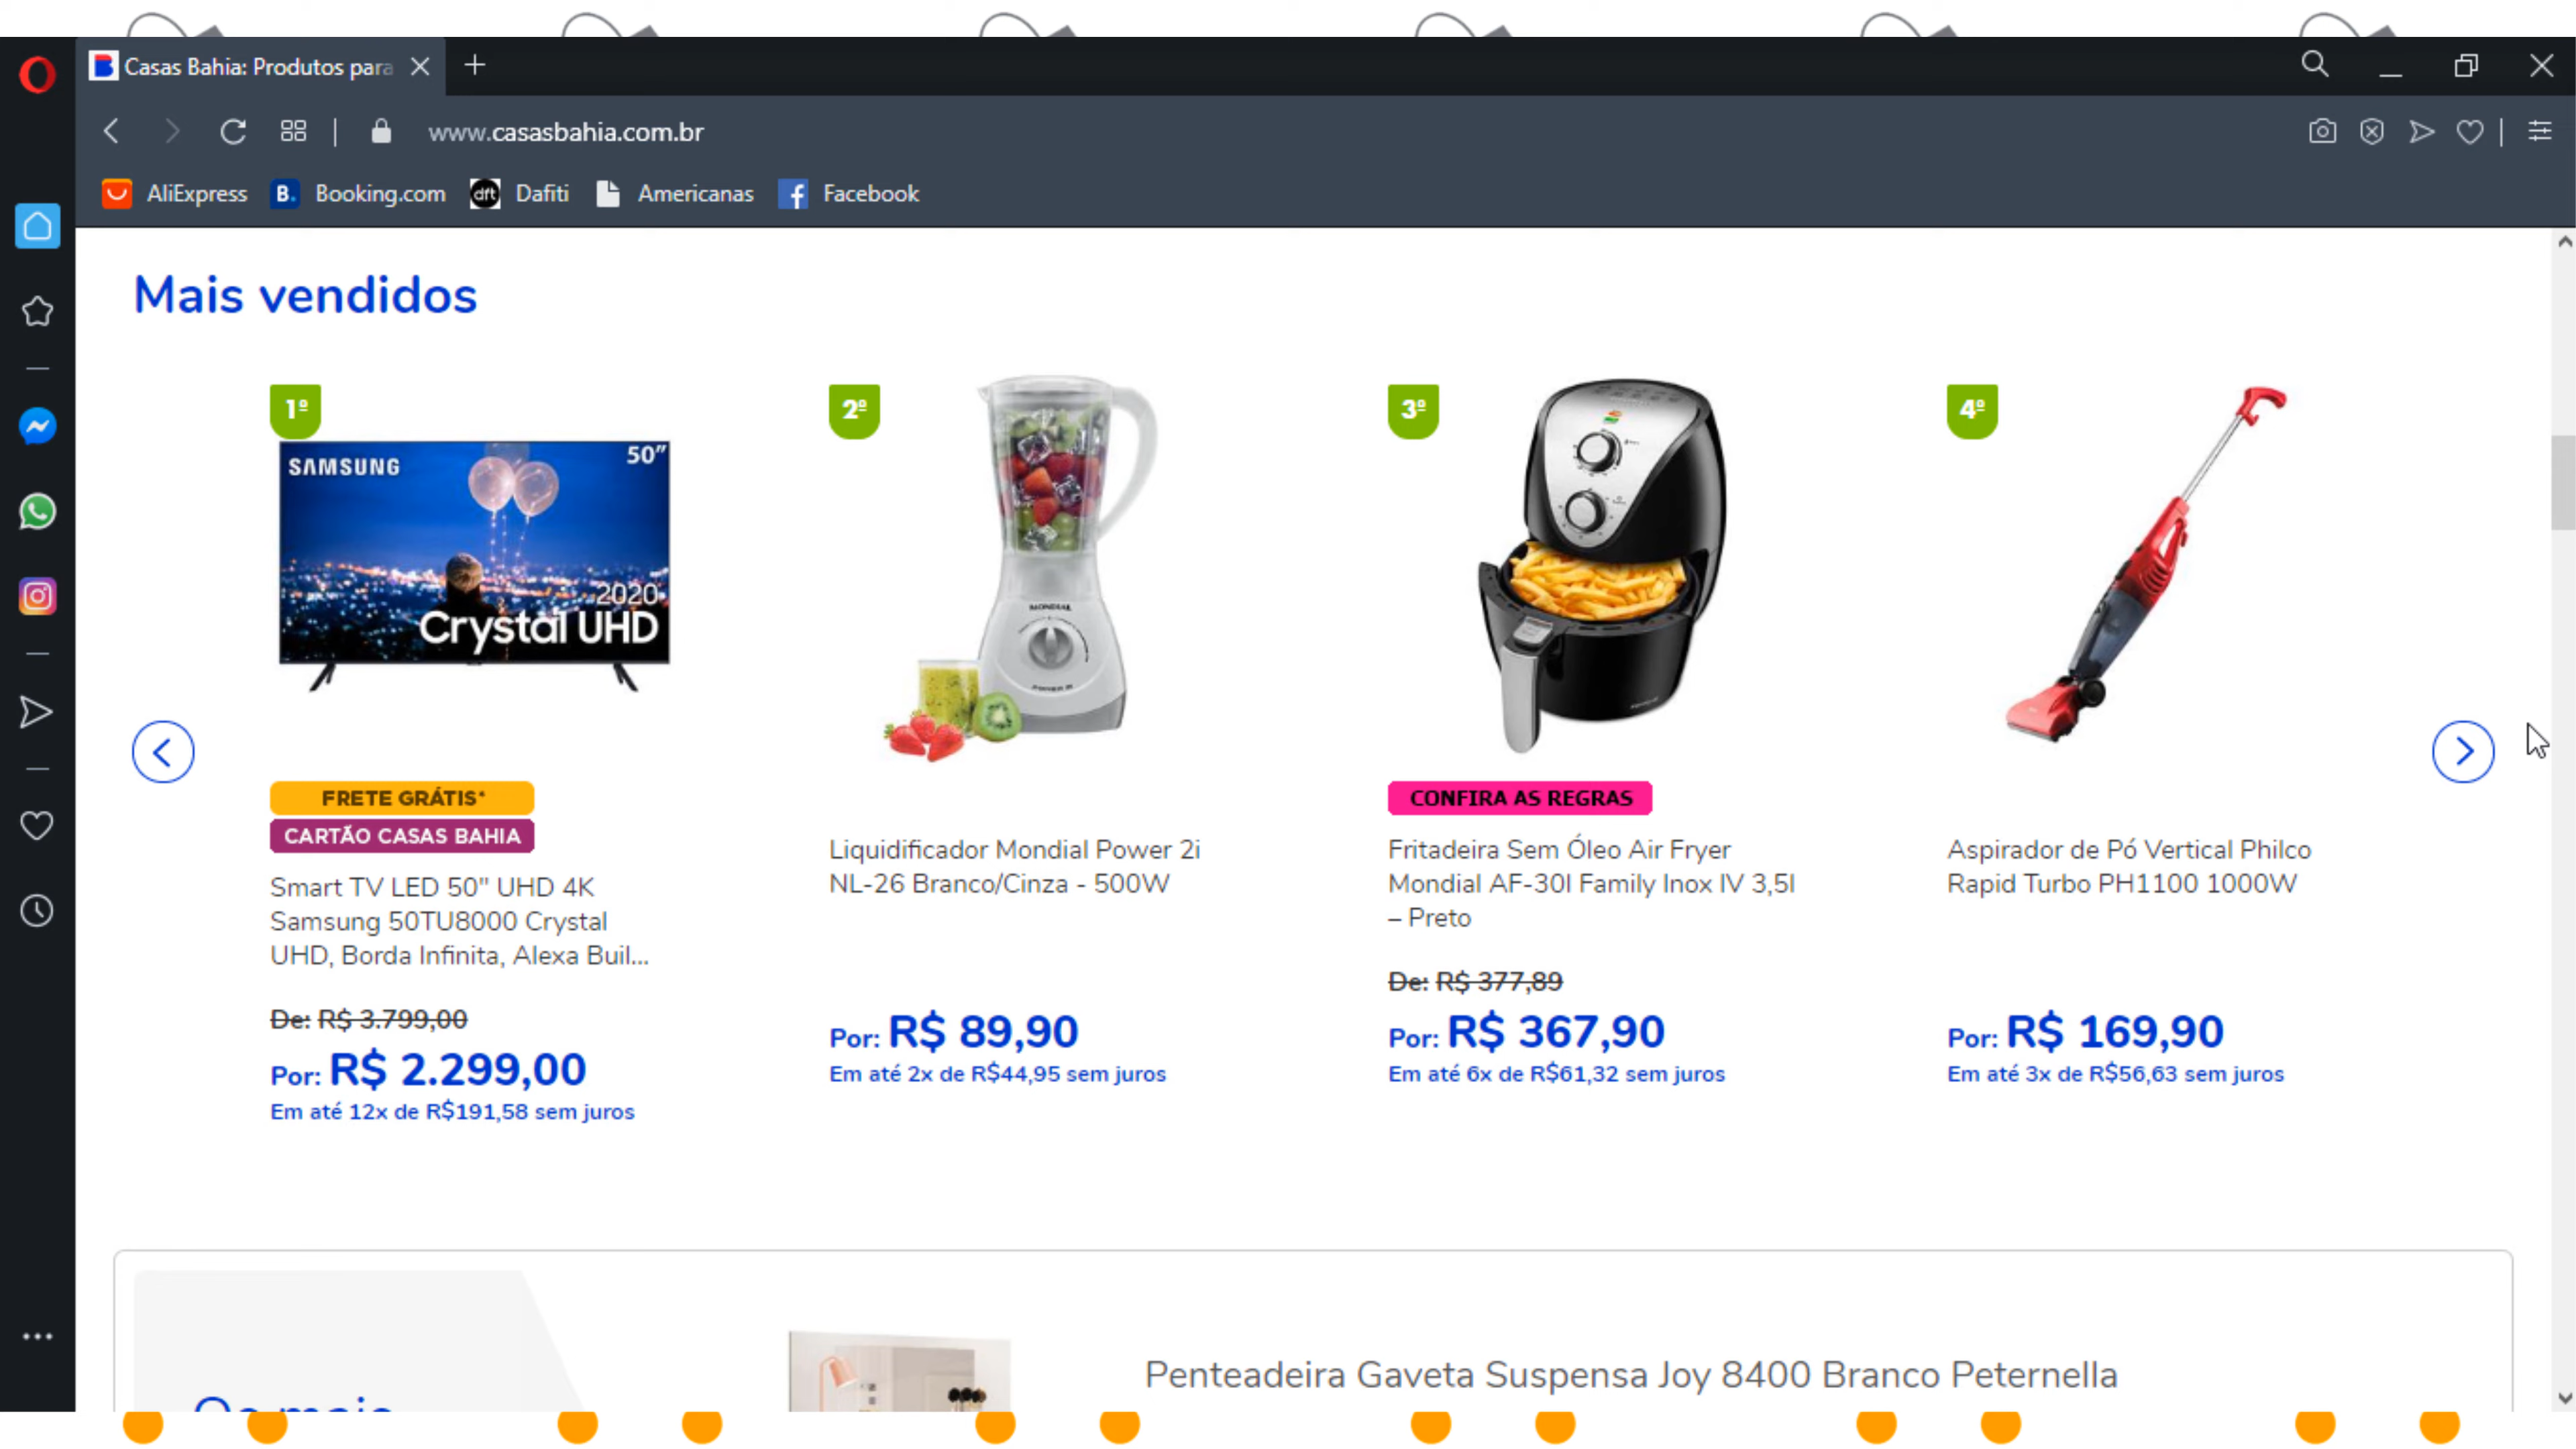 Casas Bahia: Produtos para
www.casasbahia.com.br
AliExpress
B. Booking.com
dft Dafiti
Americanas
Facebook
Mais vendidos
1º
SAMSUNG
50"
2020
Crystal UHD
FRETE GRÁTIS*
CARTÃO CASAS BAHIA
Smart TV LED 50" UHD 4K
Samsung 50TU8000 Crystal
UHD, Borda Infinita, Alexa Buil...
De: R$ 3.799,00
Por: R$ 2.299,00
Em até 12x de R$191,58 sem juros
2º
MONDIAL
Liquidificador Mondial Power 2i
NL-26 Branco/Cinza - 500W
Por: R$ 89,90
Em até 2x de R$44,95 sem juros
3º
CONFIRA AS REGRAS
Fritadeira Sem Óleo Air Fryer
Mondial AF-30I Family Inox IV 3,5l
– Preto
De: R$ 377,89
Por: R$ 367,90
Em até 6x de R$61,32 sem juros
4º
Aspirador de Pó Vertical Philco
Rapid Turbo PH1100 1000W
Por: R$ 169,90
Em até 3x de R$56,63 sem juros
Penteadeira Gaveta Suspensa Joy 8400 Branco Peternella